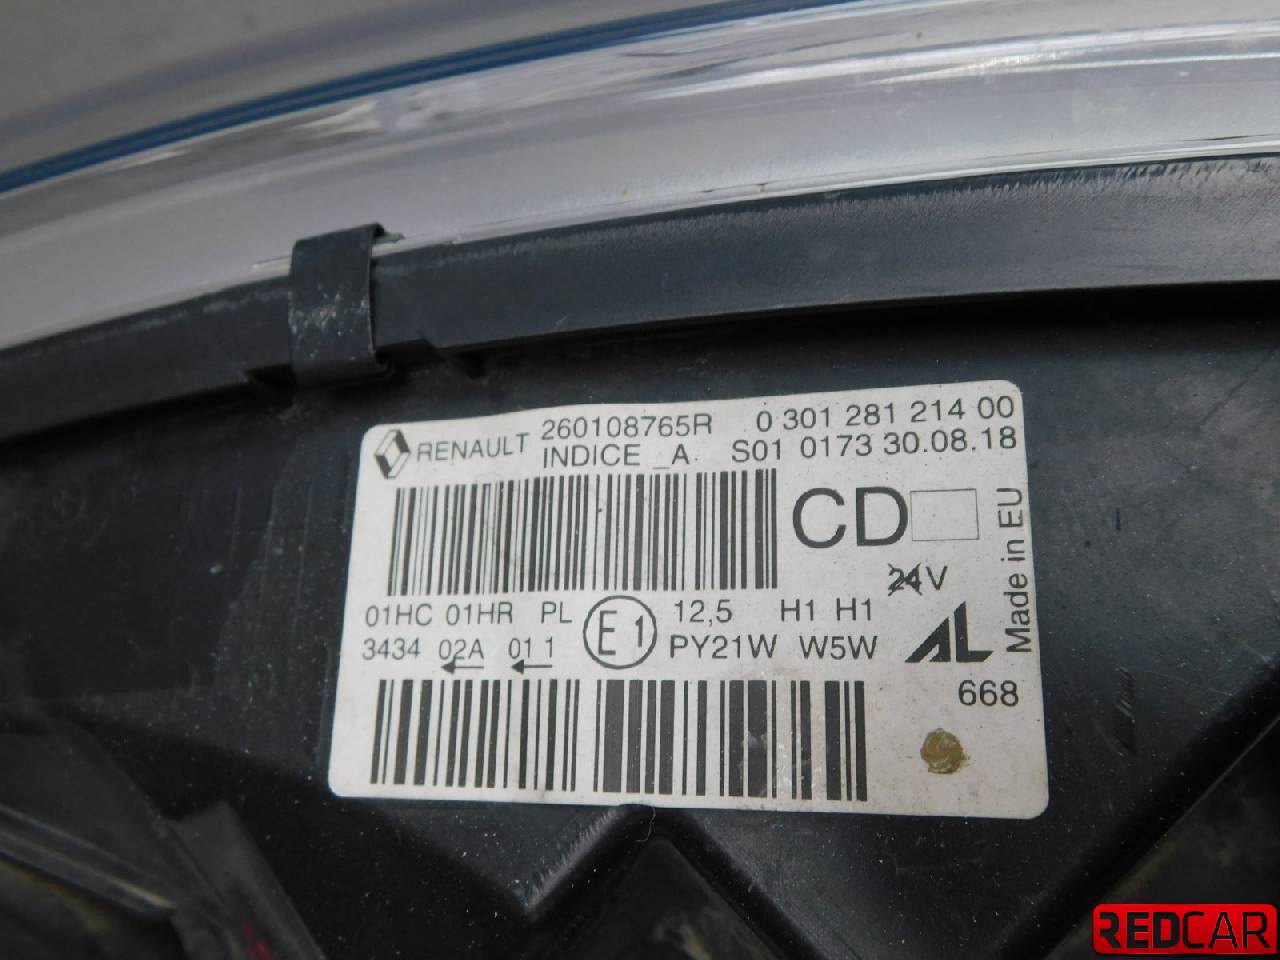 RENAULT 260108765R 0 301 281 214 00
INDICE _A S01 0173 30.08.18
CD
24V
Made in EU
01HC 01HR PL E1 12,5 H1 H1
3434 02A 01 1 PY21W W5W AL
668
REDCAR